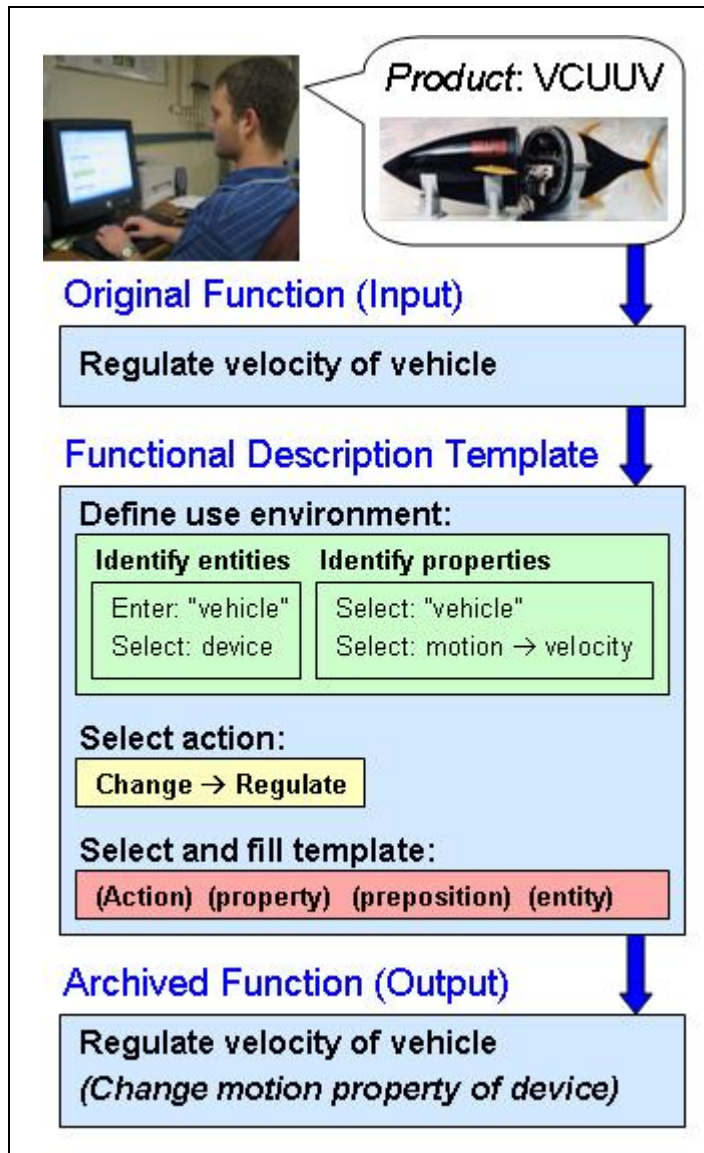 Product: VCUUV
Original Function (Input)
Regulate velocity of vehicle
Functional Description Template
Define use environment:
Identify entities
Enter: "vehicle"
Select: device
Identify properties
Select: "vehicle"
Select: motion → velocity
Select action:
Change → Regulate
Select and fill template:
(Action) (property) (preposition) (entity)
Archived Function (Output)
Regulate velocity of vehicle
(Change motion property of device)